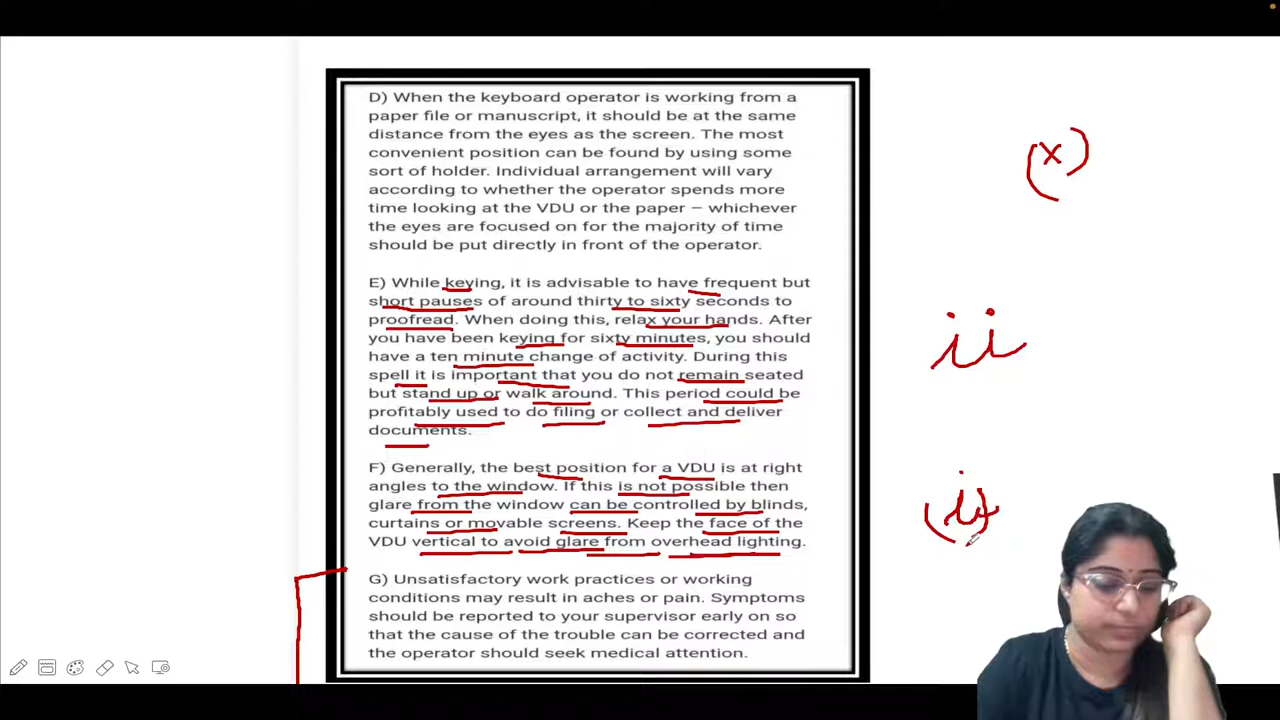 D) When the keyboard operator is working from a
paper file or manuscript, it should be at the same
distance from the eyes as the screen. The most
convenient position can be found by using some
sort of holder. Individual arrangement will vary
according to whether the operator spends more
time looking at the VDU or the paper – whichever
the eyes are focused on for the majority of time
should be put directly in front of the operator.
(x)
E) While keying, it is advisable to have frequent but
short pauses of around thirty to sixty seconds to
proofread. When doing this, relax your hands. After
you have been keying for sixty minutes, you should
have a ten minute change of activity. During this
spell it is important that you do not remain seated
but stand up or walk around. This period could be
profitably used to do filing or collect and deliver
documents.
ii
F) Generally, the best position for a VDU is at right
angles to the window. If this is not possible then
glare from the window can be controlled by blinds,
curtains or movable screens. Keep the face of the
VDU vertical to avoid glare from overhead lighting.
G) Unsatisfactory work practices or working
conditions may result in aches or pain. Symptoms
should be reported to your supervisor early on so
that the cause of the trouble can be corrected and
the operator should seek medical attention.